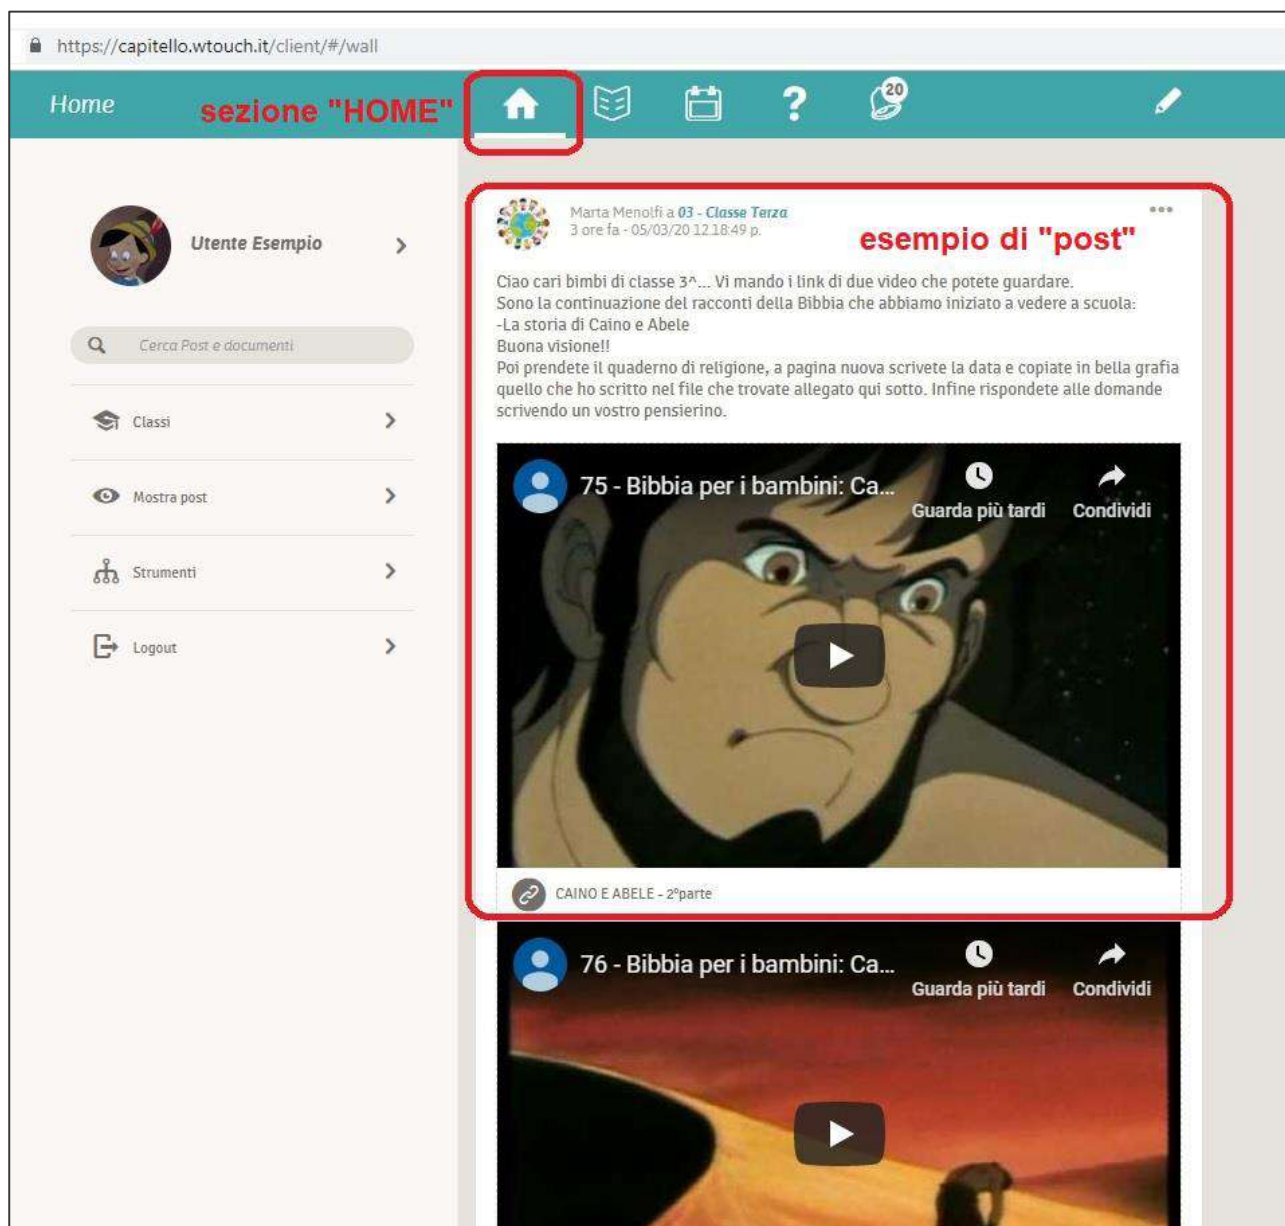 https://capitello.wtouch.it/client/#/wall
Home
sezione "HOME"
20
Utente Esempio
Cerca Post e documenti
Classi
Mostra post
Strumenti
Logout
Marta Menolfi a 03 - Classe Terza
3 ore fa - 05/03/20 12.18:49 p.
esempio di "post"
Ciao cari bimbi di classe 3^... Vi mando i link di due video che potete guardare.
Sono la continuazione del racconti della Bibbia che abbiamo iniziato a vedere a scuola:
-La storia di Caino e Abele
Buona visione!!
Poi prendete il quaderno di religione, a pagina nuova scrivete la data e copiate in bella grafia
quello che ho scritto nel file che trovate allegato qui sotto. Infine rispondete alle domande
scrivendo un vostro pensierino.
75 - Bibbia per i bambini: Ca...
Guarda più tardi
Condividi
CAINO E ABELE - 2°parte
76 - Bibbia per i bambini: Ca...
Guarda più tardi
Condividi